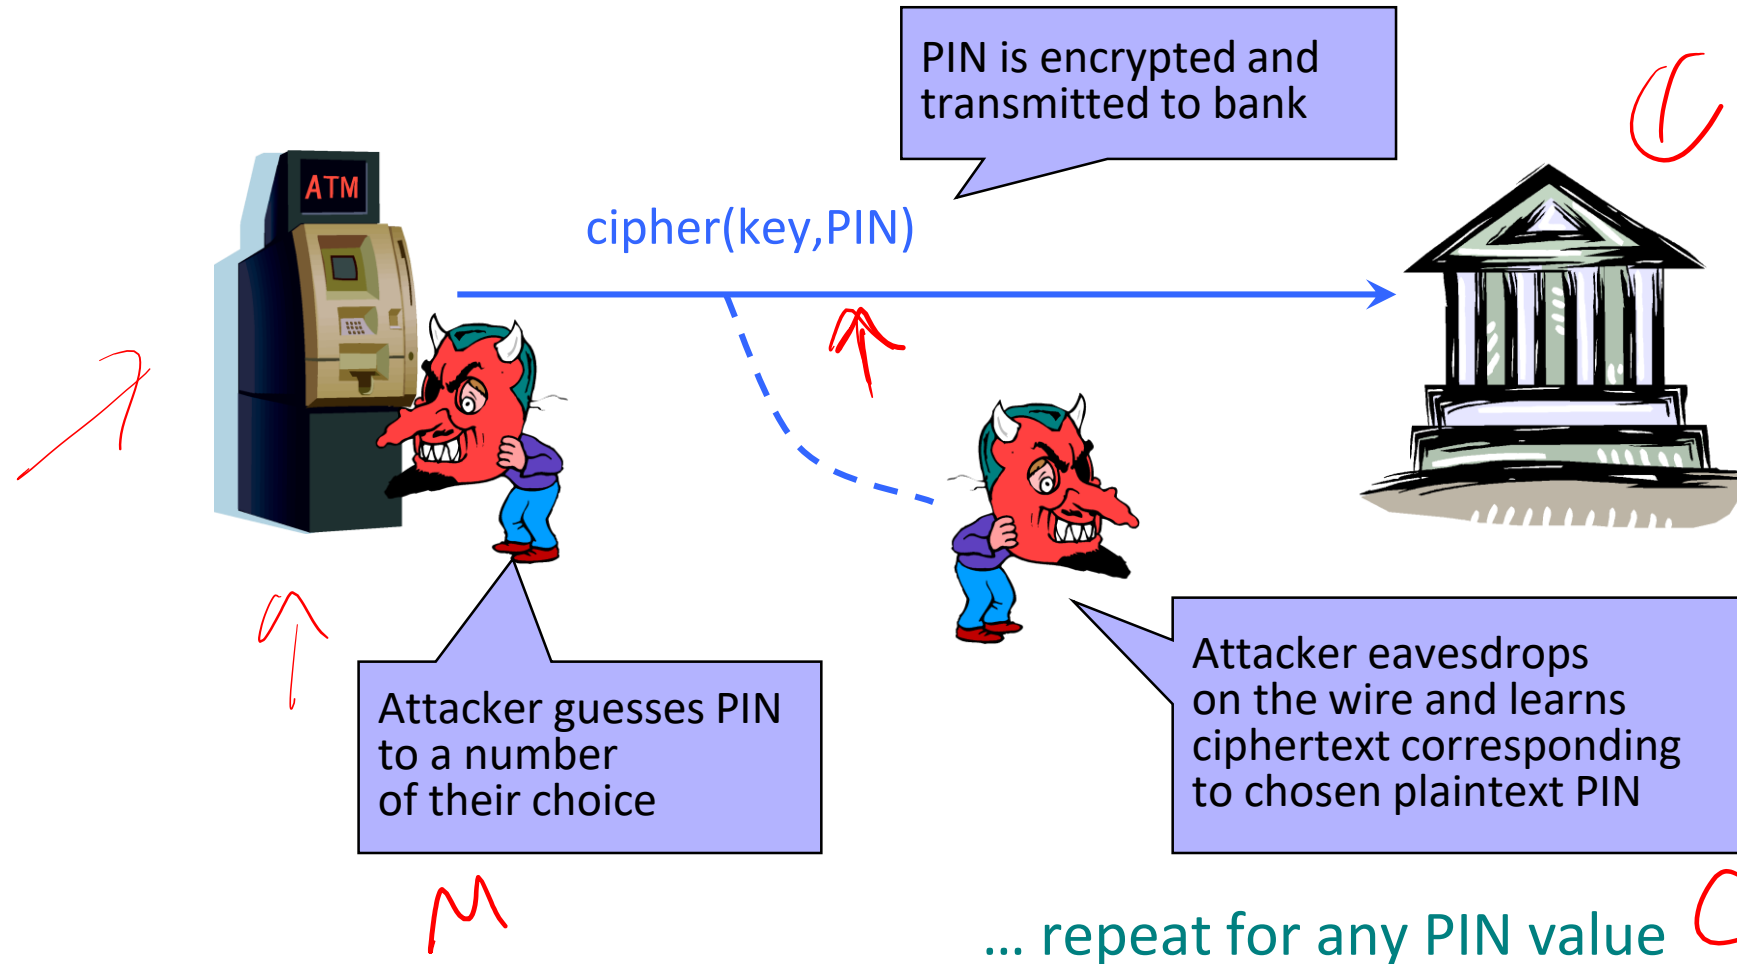 PIN is encrypted and
transmitted to bank
ATM
cipher(key,PIN)
Attacker guesses PIN
to a number
of their choice
Attacker eavesdrops
on the wire and learns
ciphertext corresponding
to chosen plaintext PIN
M
... repeat for any PIN value